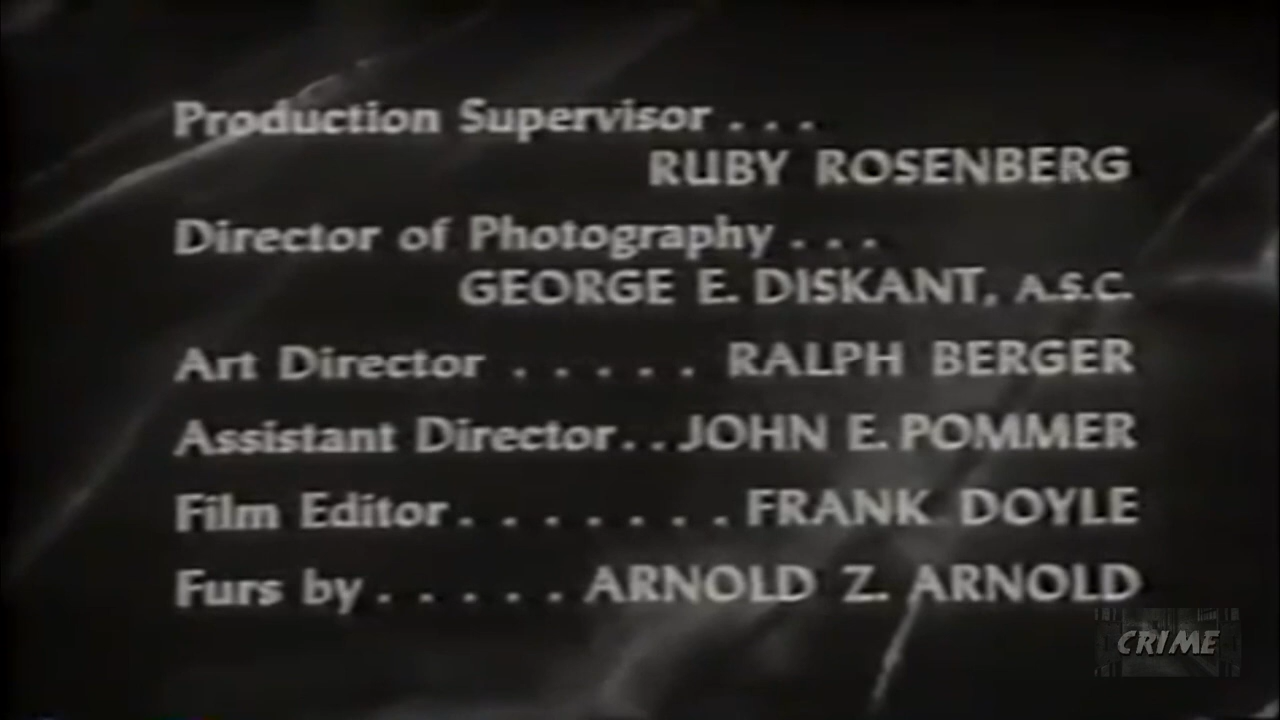 Production Supervisor . . .
RUBY ROSENBERG
Director of Photography . . .
GEORGE E. DISKANT, A.S.C.
Art Director . . . . . RALPH BERGER
Assistant Director . . JOHN E. POMMER
Film Editor . . . . . . . FRANK DOYLE
Furs by . . . . . ARNOLD Z. ARNOLD
CRIME